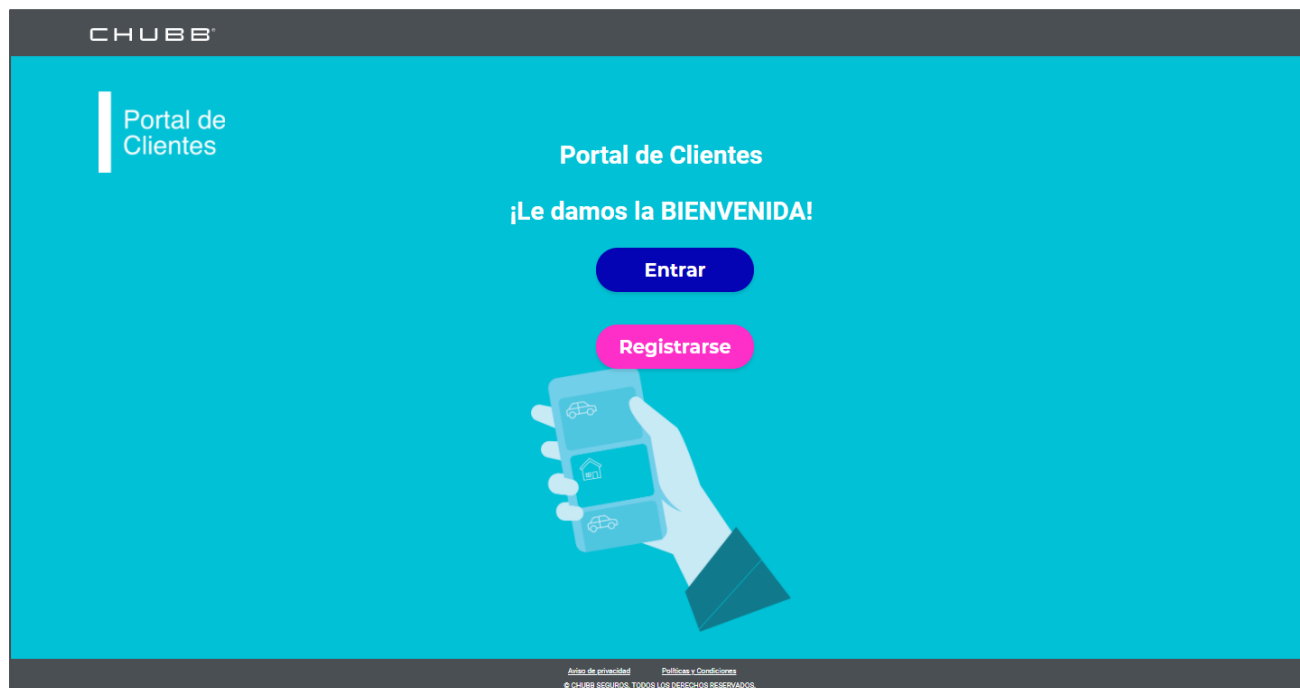 CHUBB®
Portal de
Clientes
Portal de Clientes
¡Le damos la BIENVENIDA!
Entrar
Registrarse
Aviso de privacidad Políticas y Condiciones
© CHUBB SEGUROS, TODOS LOS DERECHOS RESERVADOS.